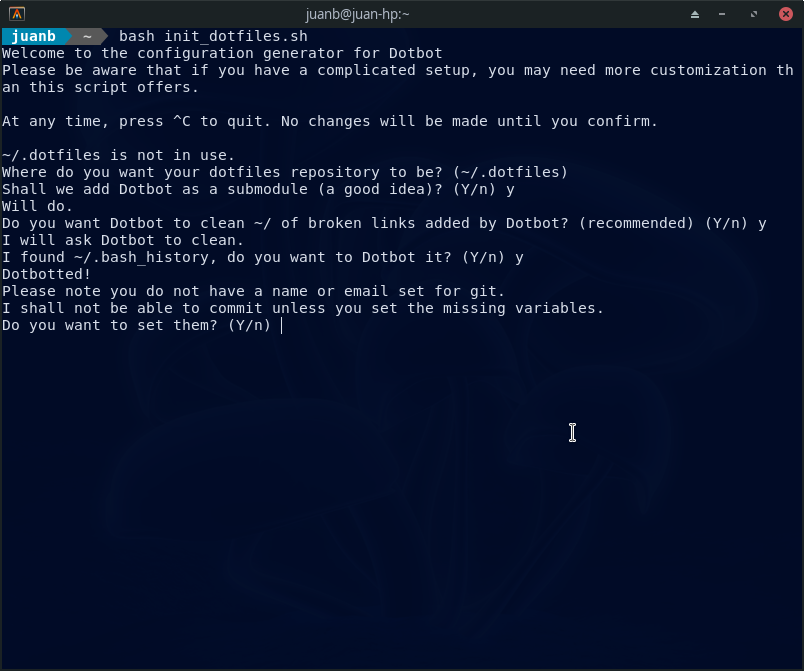 juanb@juan-hp:~
juanb ~ bash init_dotfiles.sh
Welcome to the configuration generator for Dotbot
Please be aware that if you have a complicated setup, you may need more customization th
an this script offers.
At any time, press ^C to quit. No changes will be made until you confirm.
~/.dotfiles is not in use.
Where do you want your dotfiles repository to be? (~/.dotfiles)
Shall we add Dotbot as a submodule (a good idea)? (Y/n) y
Will do.
Do you want Dotbot to clean ~/ of broken links added by Dotbot? (recommended) (Y/n) y
I will ask Dotbot to clean.
I found ~/.bash_history, do you want to Dotbot it? (Y/n) y
Dotbotted!
Please note you do not have a name or email set for git.
I shall not be able to commit unless you set the missing variables.
Do you want to set them? (Y/n)